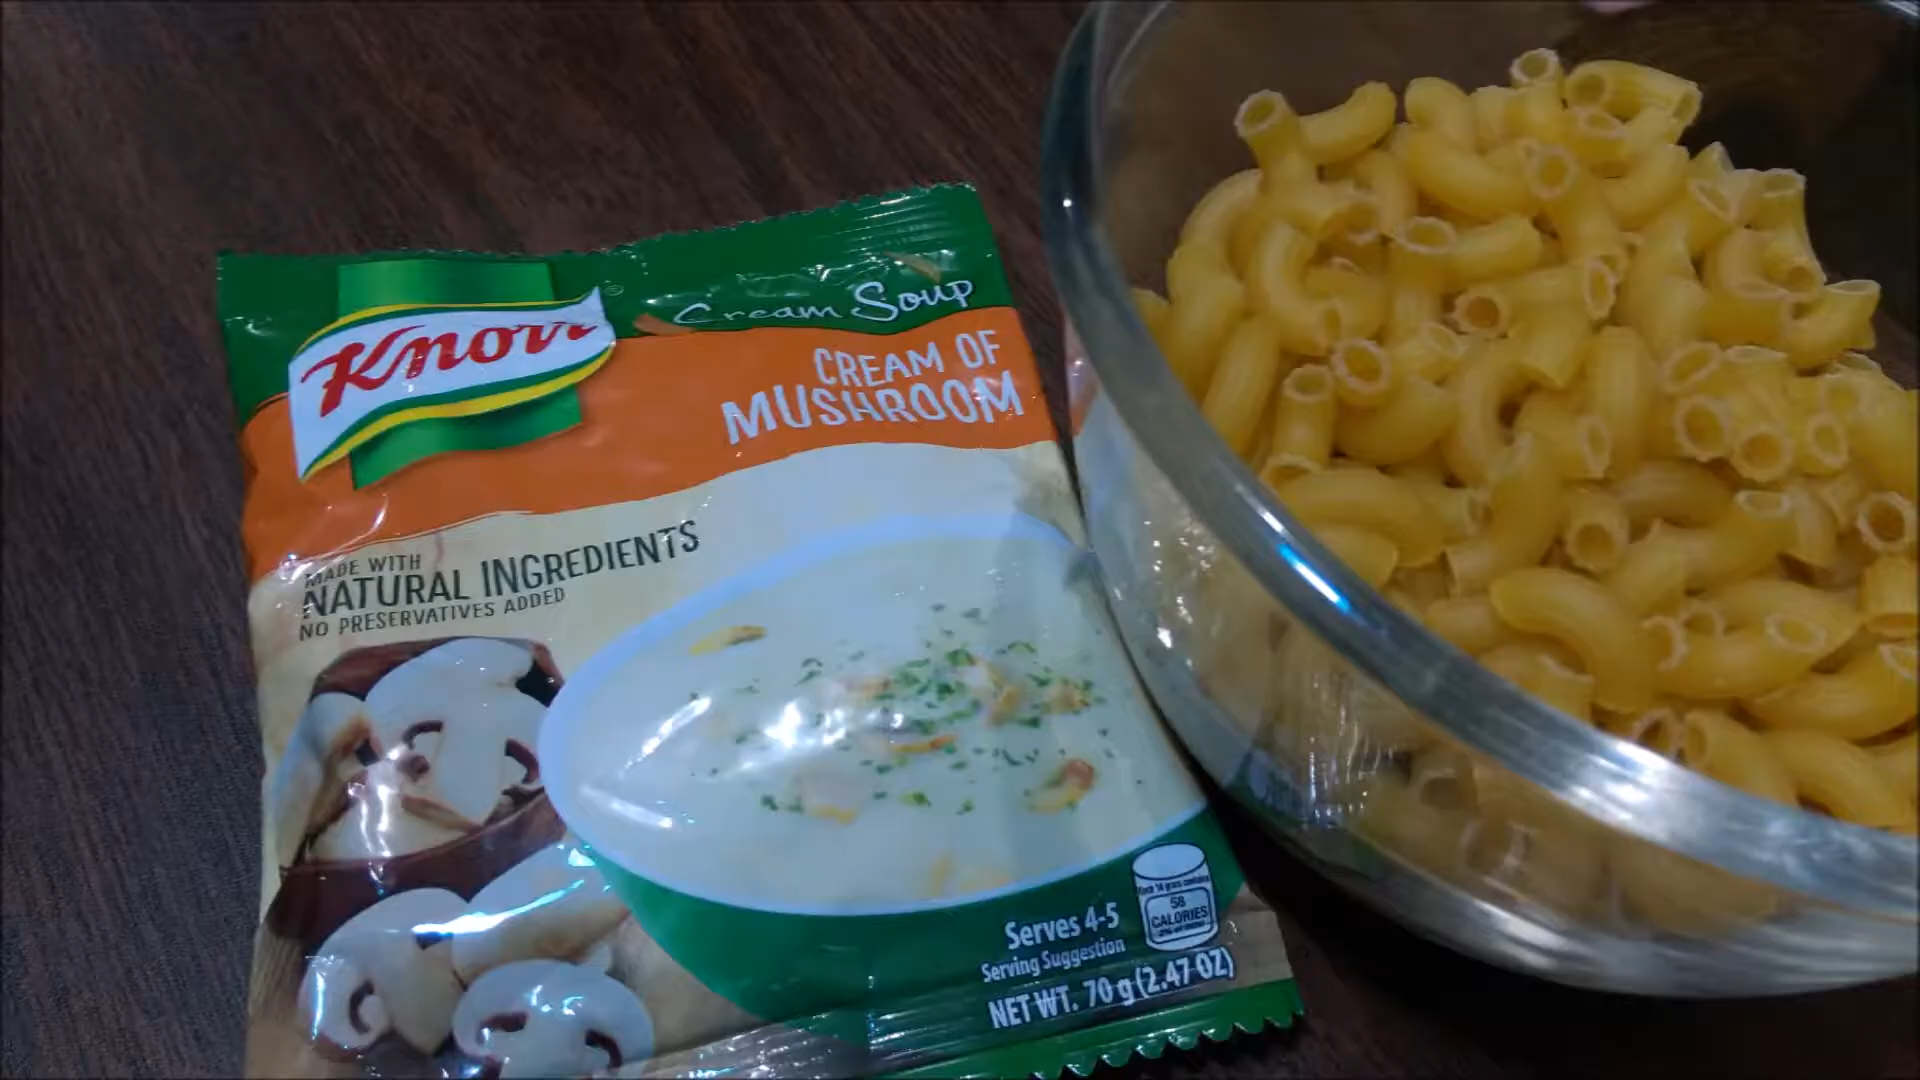 Knorr
Cream Soup
CREAM OF
MUSHROOM
MADE WITH
NATURAL INGREDIENTS
NO PRESERVATIVES ADDED
Serves 4-5
Serving Suggestion
NET WT. 70 g (2.47 OZ)
58
CALORIES